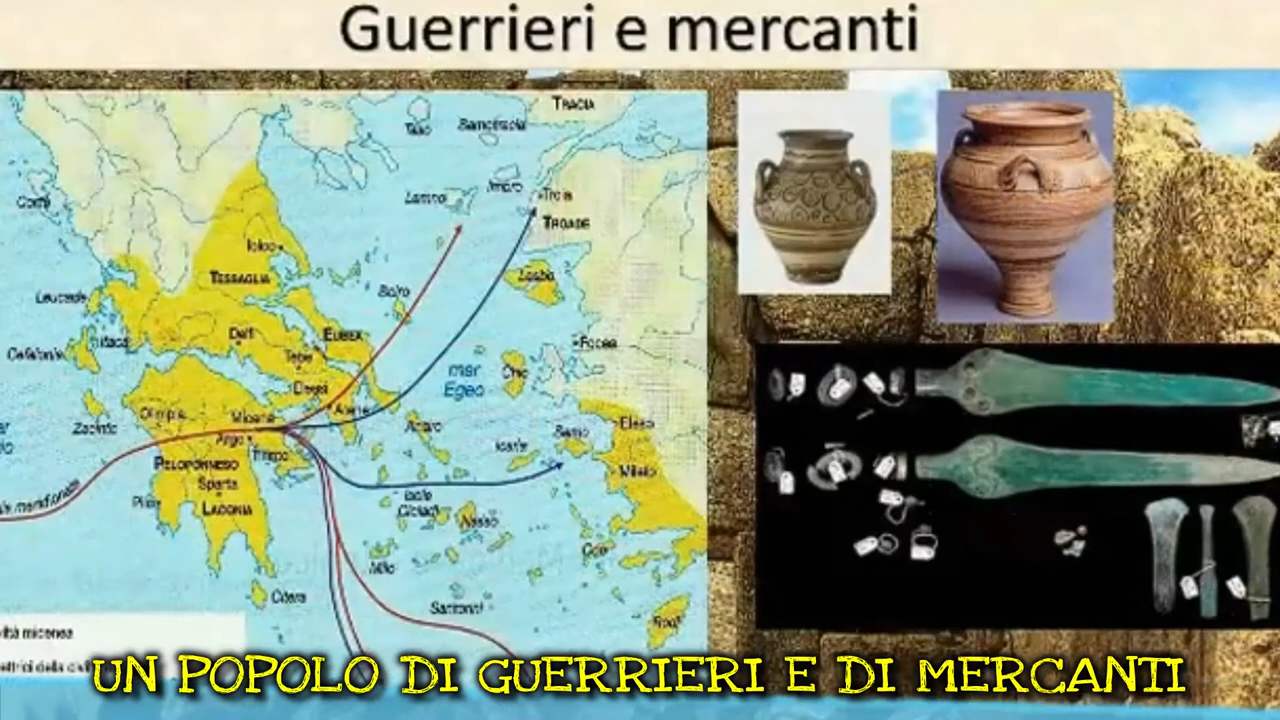 Guerrieri e mercanti
TRACIA
Samotracia
Corfù
Lemno
Imbro
Troia
TROADE
Iolco
TESSAGLIA
Lesbo
Leucade
Sciro
Itaca
Delfi
EUBEA
Cefalonia
Tebe
Focea
mar
Egeo
Chio
Olimpia
Micene
Atene
Zacinto
Andro
Efeso
Argo
Icaria
Samo
PELOPONNESO
Mileto
Sparta
Isole
Cicladi
Pilo
LACONIA
Nasso
Coo
Milo
Citera
Santorini
Rodi
UN POPOLO DI GUERRIERI E DI MERCANTI